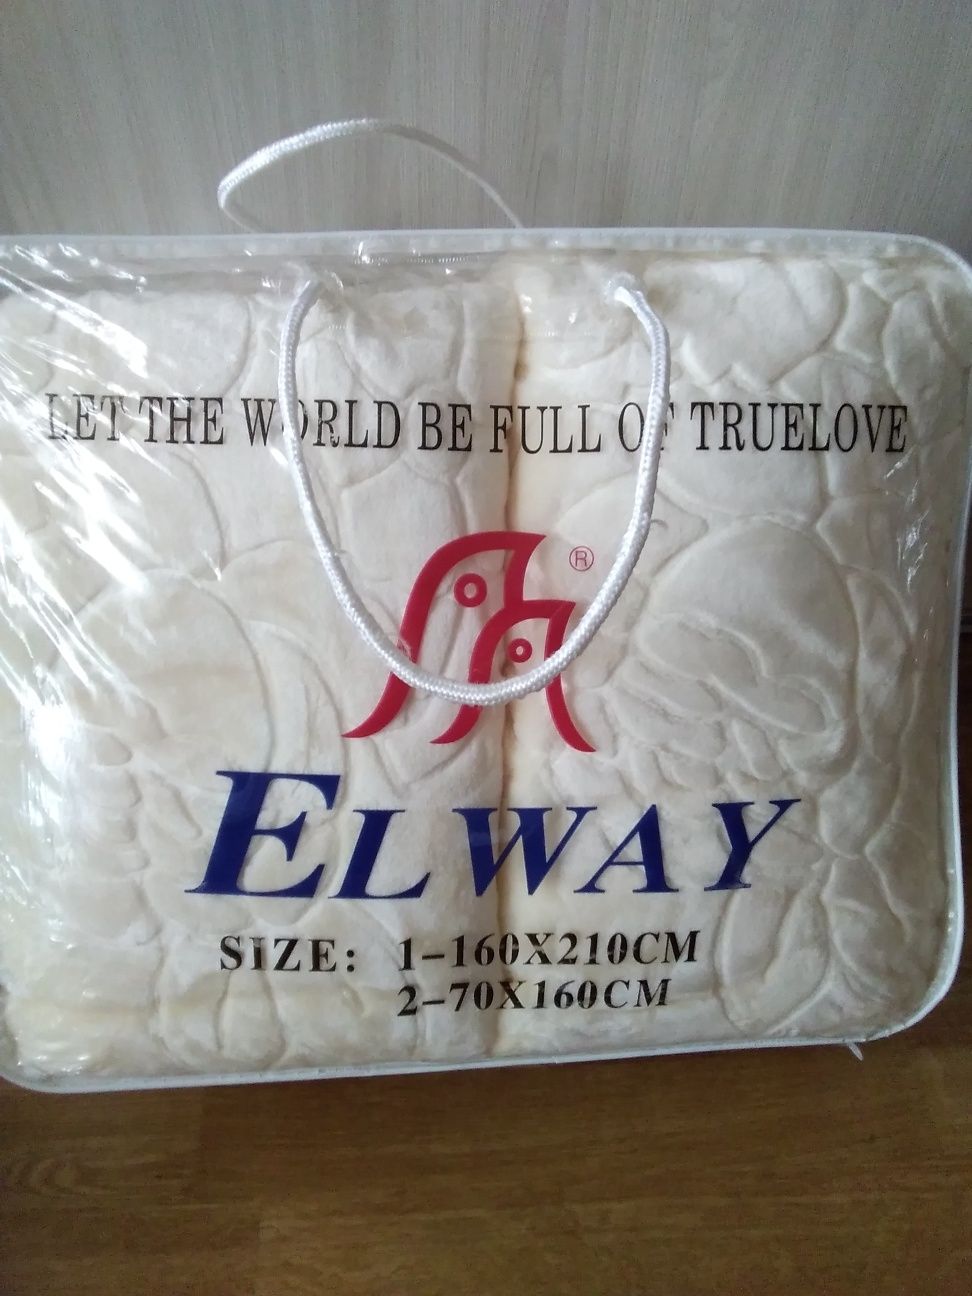 LET THE WORLD BE FULL OF TRUELOVE
®
ELWAY
SIZE: 1-160X210CM
2-70X160CM